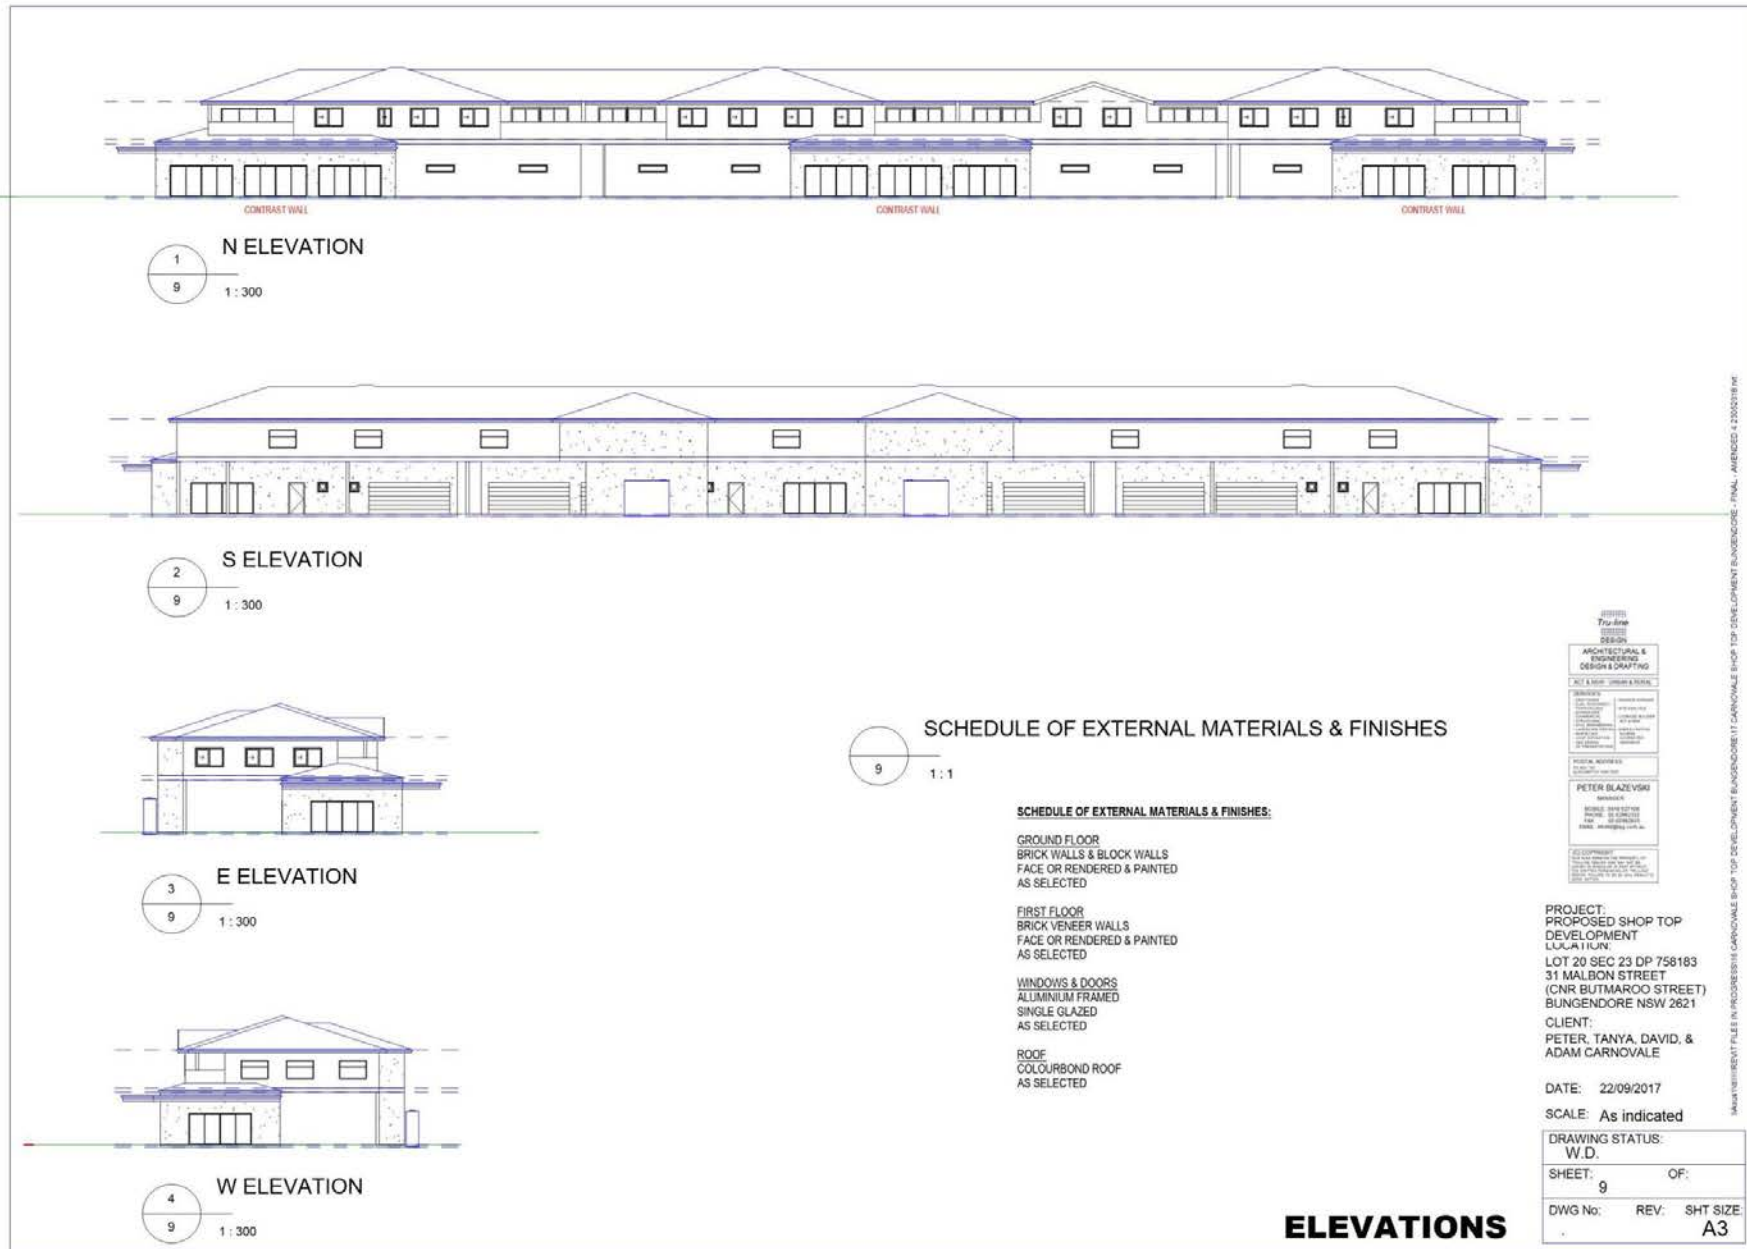 CONTRAST WALL
CONTRAST WALL
CONTRAST WALL
1
9
N ELEVATION
1 : 300
2
9
S ELEVATION
1 : 300
3
9
E ELEVATION
1 : 300
4
9
W ELEVATION
1 : 300
9
SCHEDULE OF EXTERNAL MATERIALS & FINISHES
1 : 1
SCHEDULE OF EXTERNAL MATERIALS & FINISHES:
GROUND FLOOR
BRICK WALLS & BLOCK WALLS
FACE OR RENDERED & PAINTED
AS SELECTED
FIRST FLOOR
BRICK VENEER WALLS
FACE OR RENDERED & PAINTED
AS SELECTED
WINDOWS & DOORS
ALUMINIUM FRAMED
SINGLE GLAZED
AS SELECTED
ROOF
COLOURBOND ROOF
AS SELECTED
Tru-line
DESIGN
ARCHITECTURAL &
ENGINEERING
DESIGN & DRAFTING
PETER BLAZEVSKI
MANAGER
PROJECT:
PROPOSED SHOP TOP
DEVELOPMENT
LOCATION:
LOT 20 SEC 23 DP 758183
31 MALBON STREET
(CNR BUTMAROO STREET)
BUNGENDORE NSW 2621
CLIENT:
PETER, TANYA, DAVID, &
ADAM CARNOVALE
DATE: 22/09/2017
SCALE: As indicated
DRAWING STATUS:
W.D.
SHEET: OF:
9
DWG No: REV: SHT SIZE:
. A3
ELEVATIONS